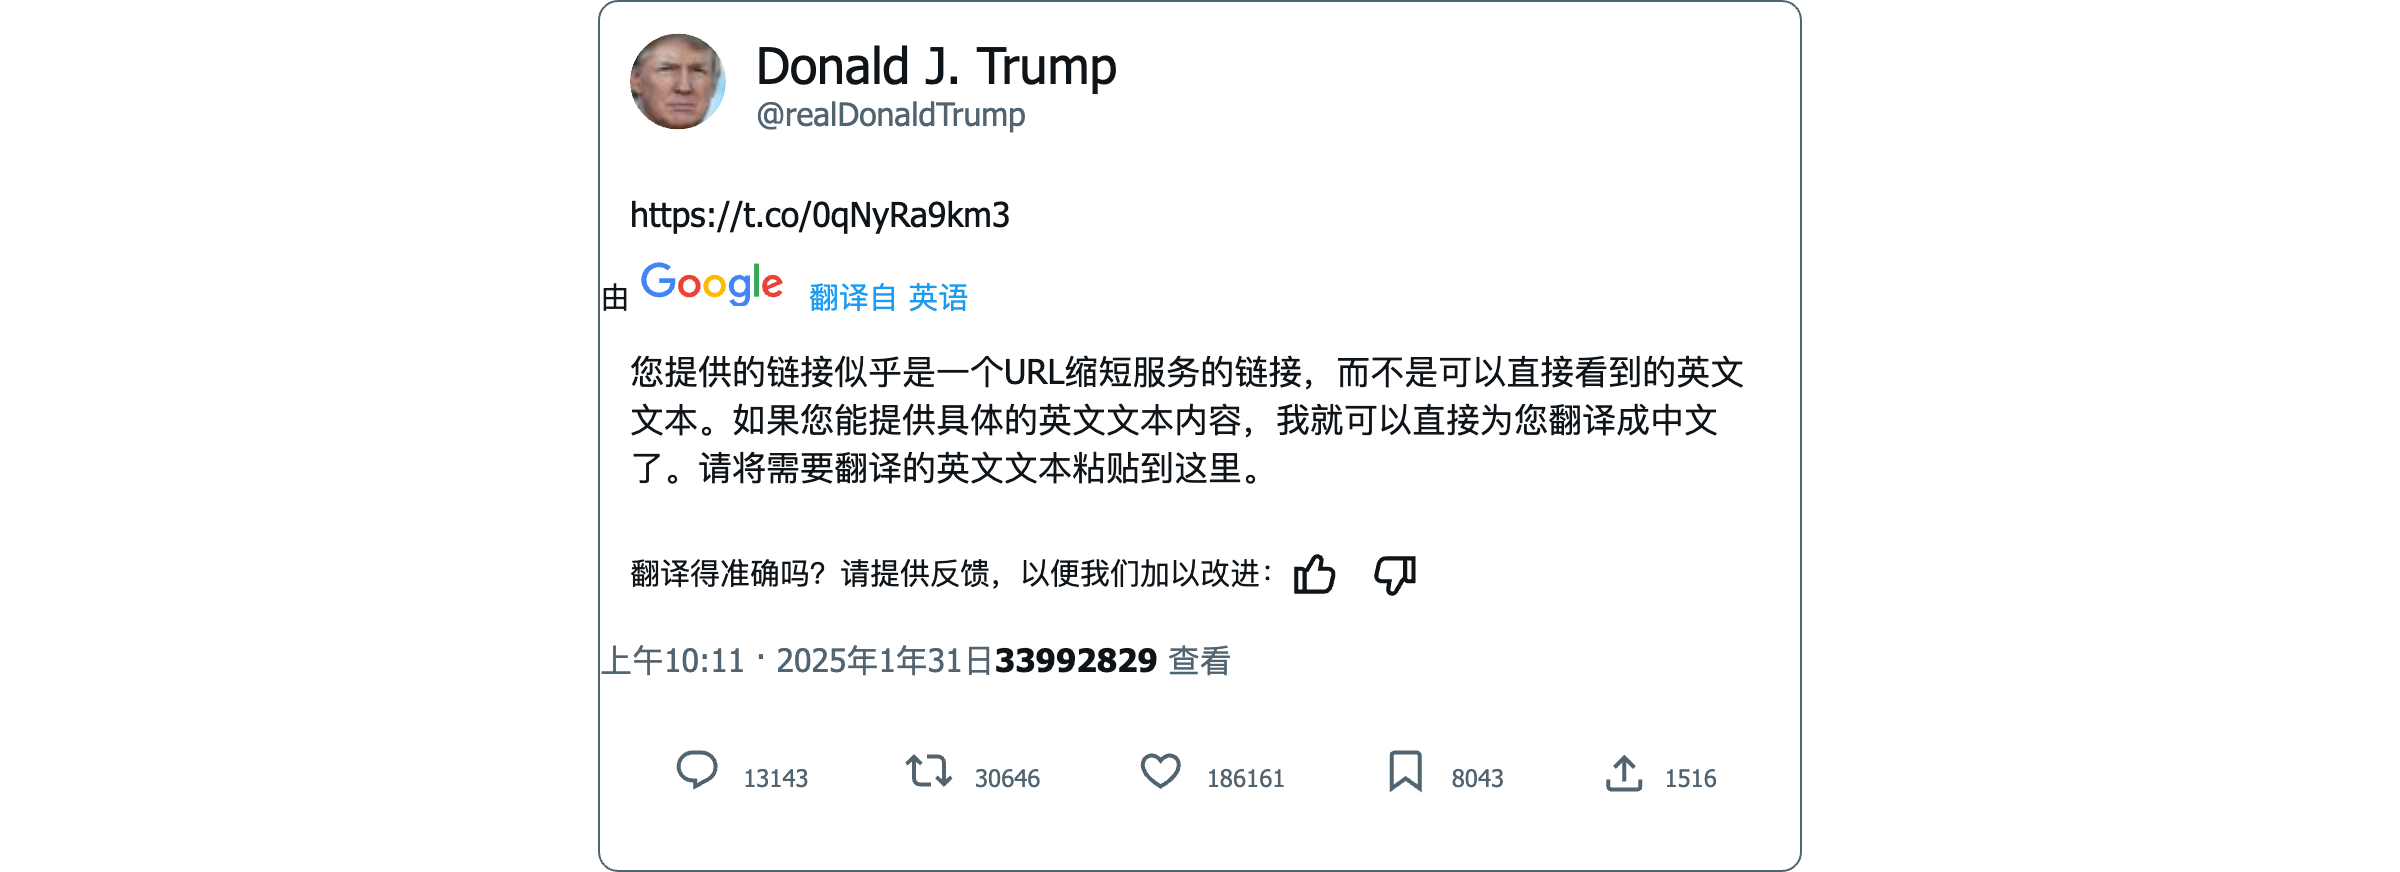 Donald J. Trump
@realDonaldTrump
https://t.co/0qNyRa9km3
由 Google 翻译自 英语
您提供的链接似乎是一个URL缩短服务的链接，而不是可以直接看到的英文
文本。如果您能提供具体的英文文本内容，我就可以直接为您翻译成中文
了。请将需要翻译的英文文本粘贴到这里。
翻译得准确吗？请提供反馈，以便我们加以改进：
上午10:11 · 2025年1年31日33992829 查看
13143 30646 186161 8043 1516